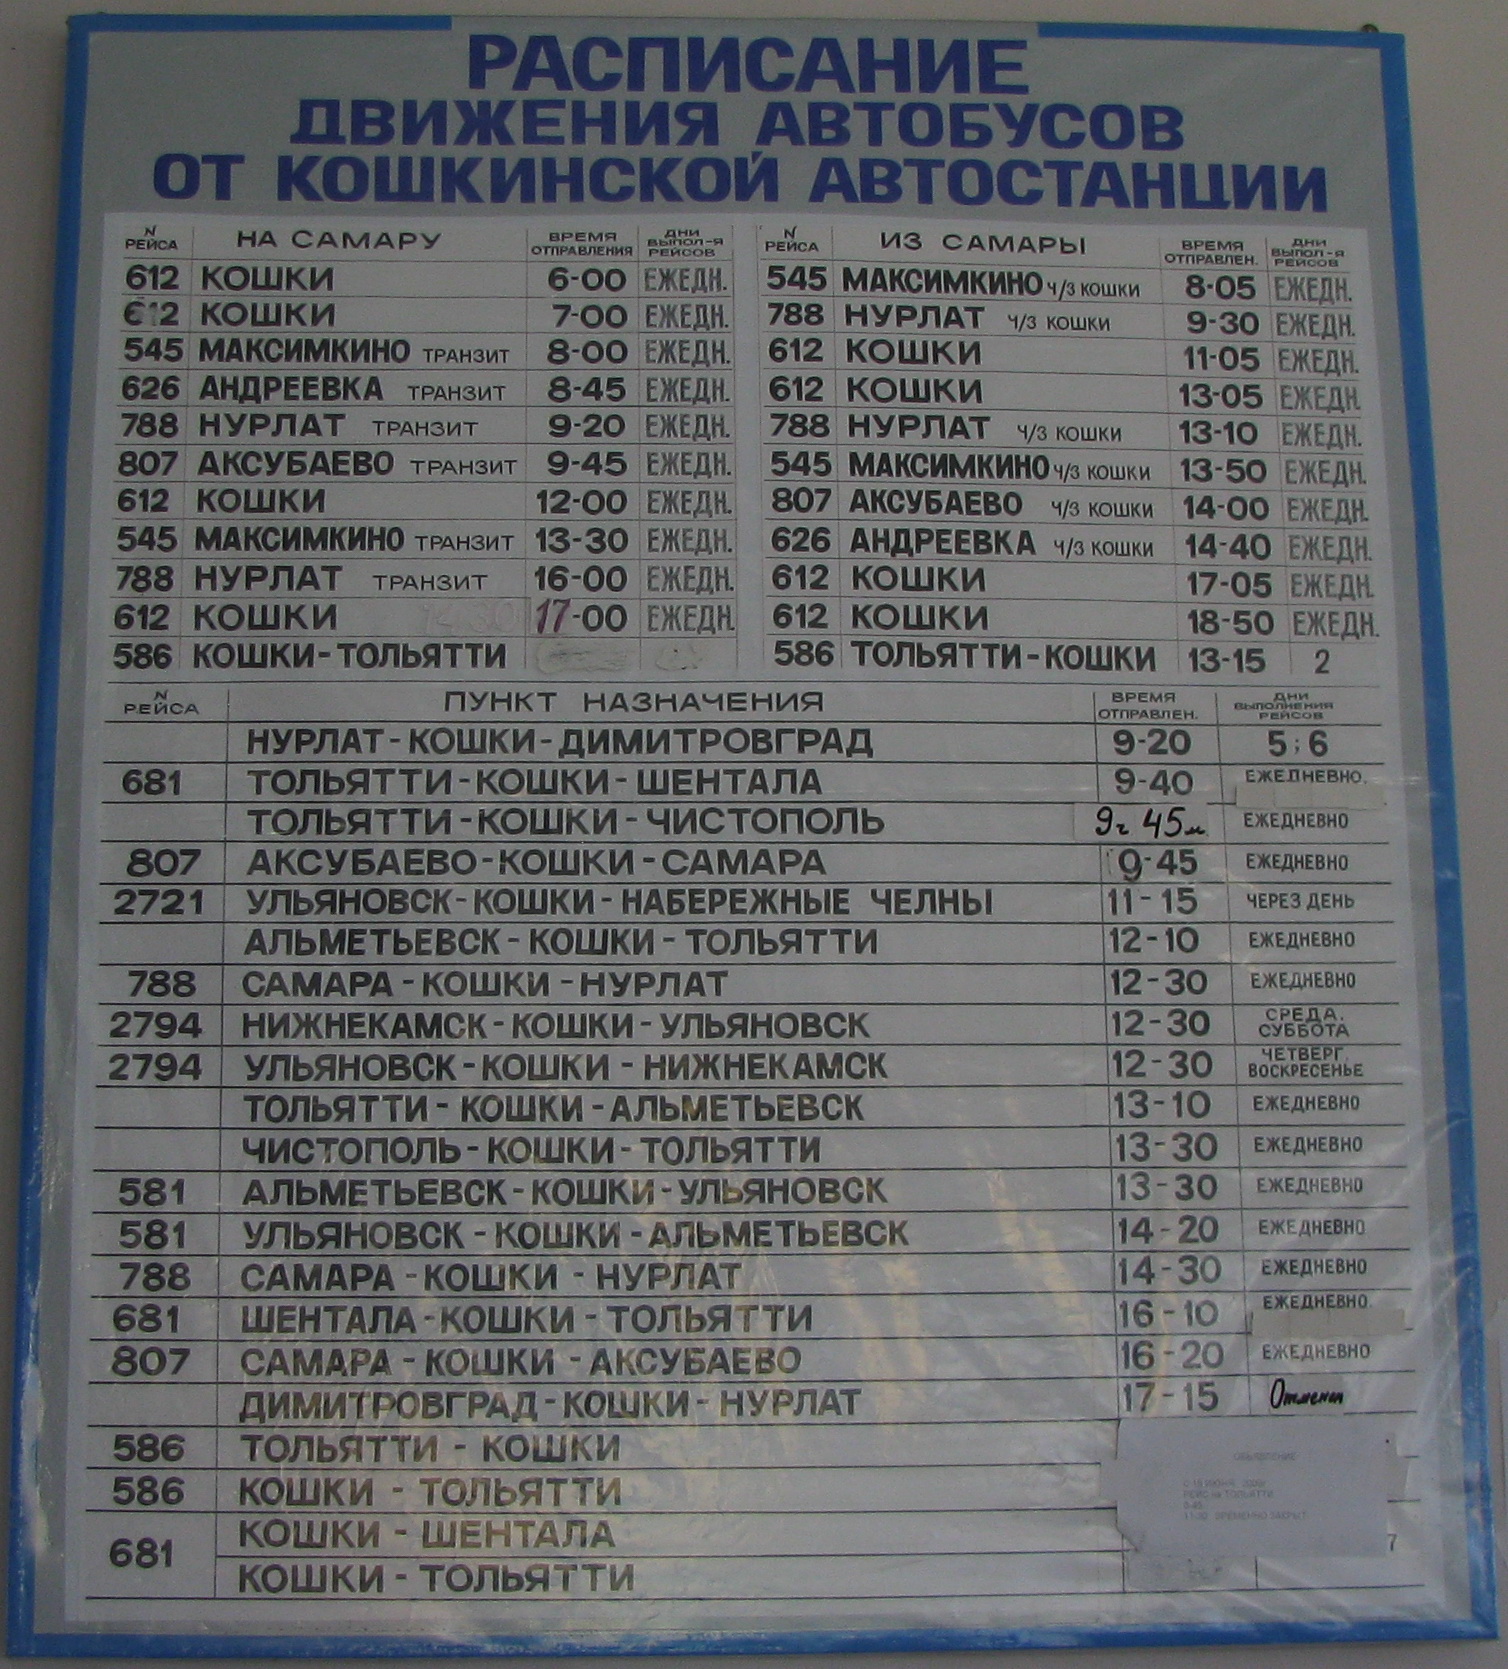 РАСПИСАНИЕ
ДВИЖЕНИЯ АВТОБУСОВ
ОТ КОШКИНСКОЙ АВТОСТАНЦИИ
N РЕЙСА НА САМАРУ ВРЕМЯ ОТПРАВЛЕНИЯ ДНИ ВЫПОЛ-Я РЕЙСОВ
612 КОШКИ 6-00 ЕЖЕДН.
612 КОШКИ 7-00 ЕЖЕДН.
545 МАКСИМКИНО ТРАНЗИТ 8-00 ЕЖЕДН.
626 АНДРЕЕВКА ТРАНЗИТ 8-45 ЕЖЕДН.
788 НУРЛАТ ТРАНЗИТ 9-20 ЕЖЕДН.
807 АКСУБАЕВО ТРАНЗИТ 9-45 ЕЖЕДН.
612 КОШКИ 12-00 ЕЖЕДН.
545 МАКСИМКИНО ТРАНЗИТ 13-30 ЕЖЕДН.
788 НУРЛАТ ТРАНЗИТ 16-00 ЕЖЕДН.
612 КОШКИ 17-00 ЕЖЕДН.
586 КОШКИ-ТОЛЬЯТТИ
N РЕЙСА ИЗ САМАРЫ ВРЕМЯ ОТПРАВЛЕН. ДНИ ВЫПОЛ-Я РЕЙСОВ
545 МАКСИМКИНО Ч/З КОШКИ 8-05 ЕЖЕДН.
788 НУРЛАТ Ч/З КОШКИ 9-30 ЕЖЕДН.
612 КОШКИ 11-05 ЕЖЕДН.
612 КОШКИ 13-05 ЕЖЕДН.
788 НУРЛАТ Ч/З КОШКИ 13-10 ЕЖЕДН.
545 МАКСИМКИНО Ч/З КОШКИ 13-50 ЕЖЕДН.
807 АКСУБАЕВО Ч/З КОШКИ 14-00 ЕЖЕДН.
626 АНДРЕЕВКА Ч/З КОШКИ 14-40 ЕЖЕДН.
612 КОШКИ 17-05 ЕЖЕДН.
612 КОШКИ 18-50 ЕЖЕДН.
586 ТОЛЬЯТТИ-КОШКИ 13-15 2
N РЕЙСА ПУНКТ НАЗНАЧЕНИЯ ВРЕМЯ ОТПРАВЛЕН. ДНИ ВЫПОЛНЕНИЯ РЕЙСОВ
НУРЛАТ-КОШКИ-ДИМИТРОВГРАД 9-20 5;6
681 ТОЛЬЯТТИ-КОШКИ-ШЕНТАЛА 9-40 ЕЖЕДНЕВНО.
ТОЛЬЯТТИ-КОШКИ-ЧИСТОПОЛЬ 9ч 45м ЕЖЕДНЕВНО
807 АКСУБАЕВО-КОШКИ-САМАРА 9-45 ЕЖЕДНЕВНО
2721 УЛЬЯНОВСК-КОШКИ-НАБЕРЕЖНЫЕ ЧЕЛНЫ 11-15 ЧЕРЕЗ ДЕНЬ
АЛЬМЕТЬЕВСК-КОШКИ-ТОЛЬЯТТИ 12-10 ЕЖЕДНЕВНО
788 САМАРА-КОШКИ-НУРЛАТ 12-30 ЕЖЕДНЕВНО
2794 НИЖНЕКАМСК-КОШКИ-УЛЬЯНОВСК 12-30 СРЕДА. СУББОТА
2794 УЛЬЯНОВСК-КОШКИ-НИЖНЕКАМСК 12-30 ЧЕТВЕРГ. ВОСКРЕСЕНЬЕ
ТОЛЬЯТТИ-КОШКИ-АЛЬМЕТЬЕВСК 13-10 ЕЖЕДНЕВНО
ЧИСТОПОЛЬ-КОШКИ-ТОЛЬЯТТИ 13-30 ЕЖЕДНЕВНО
581 АЛЬМЕТЬЕВСК-КОШКИ-УЛЬЯНОВСК 13-30 ЕЖЕДНЕВНО
581 УЛЬЯНОВСК-КОШКИ-АЛЬМЕТЬЕВСК 14-20 ЕЖЕДНЕВНО
788 САМАРА-КОШКИ-НУРЛАТ 14-30 ЕЖЕДНЕВНО
681 ШЕНТАЛА-КОШКИ-ТОЛЬЯТТИ 16-10 ЕЖЕДНЕВНО.
807 САМАРА-КОШКИ-АКСУБАЕВО 16-20 ЕЖЕДНЕВНО
ДИМИТРОВГРАД-КОШКИ-НУРЛАТ 17-15 Отменен
586 ТОЛЬЯТТИ-КОШКИ
586 КОШКИ-ТОЛЬЯТТИ
681 КОШКИ-ШЕНТАЛА
КОШКИ-ТОЛЬЯТТИ
ОБЪЯВЛЕНИЕ
РЕЙС на ТОЛЬЯТТИ
ВРЕМЕННО ЗАКРЫТ
7